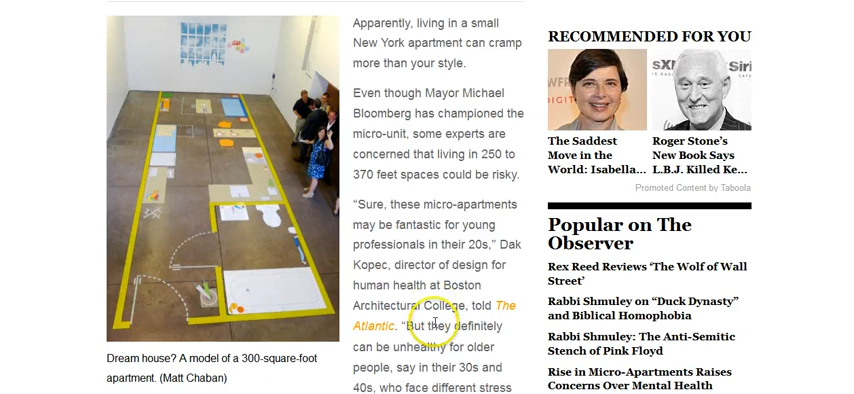 Apparently, living in a small
New York apartment can cramp
more than your style.
Even though Mayor Michael
Bloomberg has championed the
micro-unit, some experts are
concerned that living in 250 to
370 feet spaces could be risky.
"Sure, these micro-apartments
may be fantastic for young
professionals in their 20s," Dak
Kopec, director of design for
human health at Boston
Architectural College, told The
Atlantic. "But they definitely
can be unhealthy for older
people, say in their 30s and
40s, who face different stress
Dream house? A model of a 300-square-foot
apartment. (Matt Chaban)
RECOMMENDED FOR YOU
The Saddest
Move in the
World: Isabella...
Roger Stone's
New Book Says
L.B.J. Killed Ke...
Promoted Content by Taboola
Popular on The
Observer
Rex Reed Reviews 'The Wolf of Wall
Street'
Rabbi Shmuley on "Duck Dynasty"
and Biblical Homophobia
Rabbi Shmuley: The Anti-Semitic
Stench of Pink Floyd
Rise in Micro-Apartments Raises
Concerns Over Mental Health